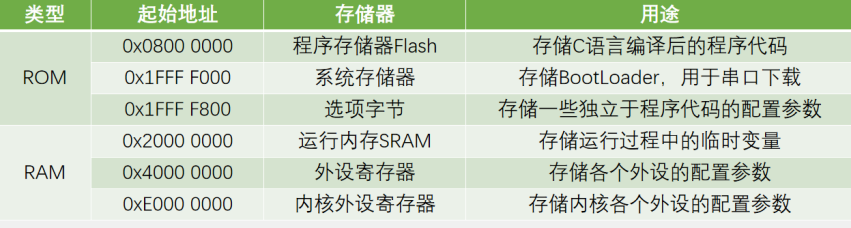 类型 起始地址 存储器 用途
ROM 0x0800 0000 程序存储器Flash 存储C语言编译后的程序代码
0x1FFF F000 系统存储器 存储BootLoader，用于串口下载
0x1FFF F800 选项字节 存储一些独立于程序代码的配置参数
RAM 0x2000 0000 运行内存SRAM 存储运行过程中的临时变量
0x4000 0000 外设寄存器 存储各个外设的配置参数
0xE000 0000 内核外设寄存器 存储内核各个外设的配置参数